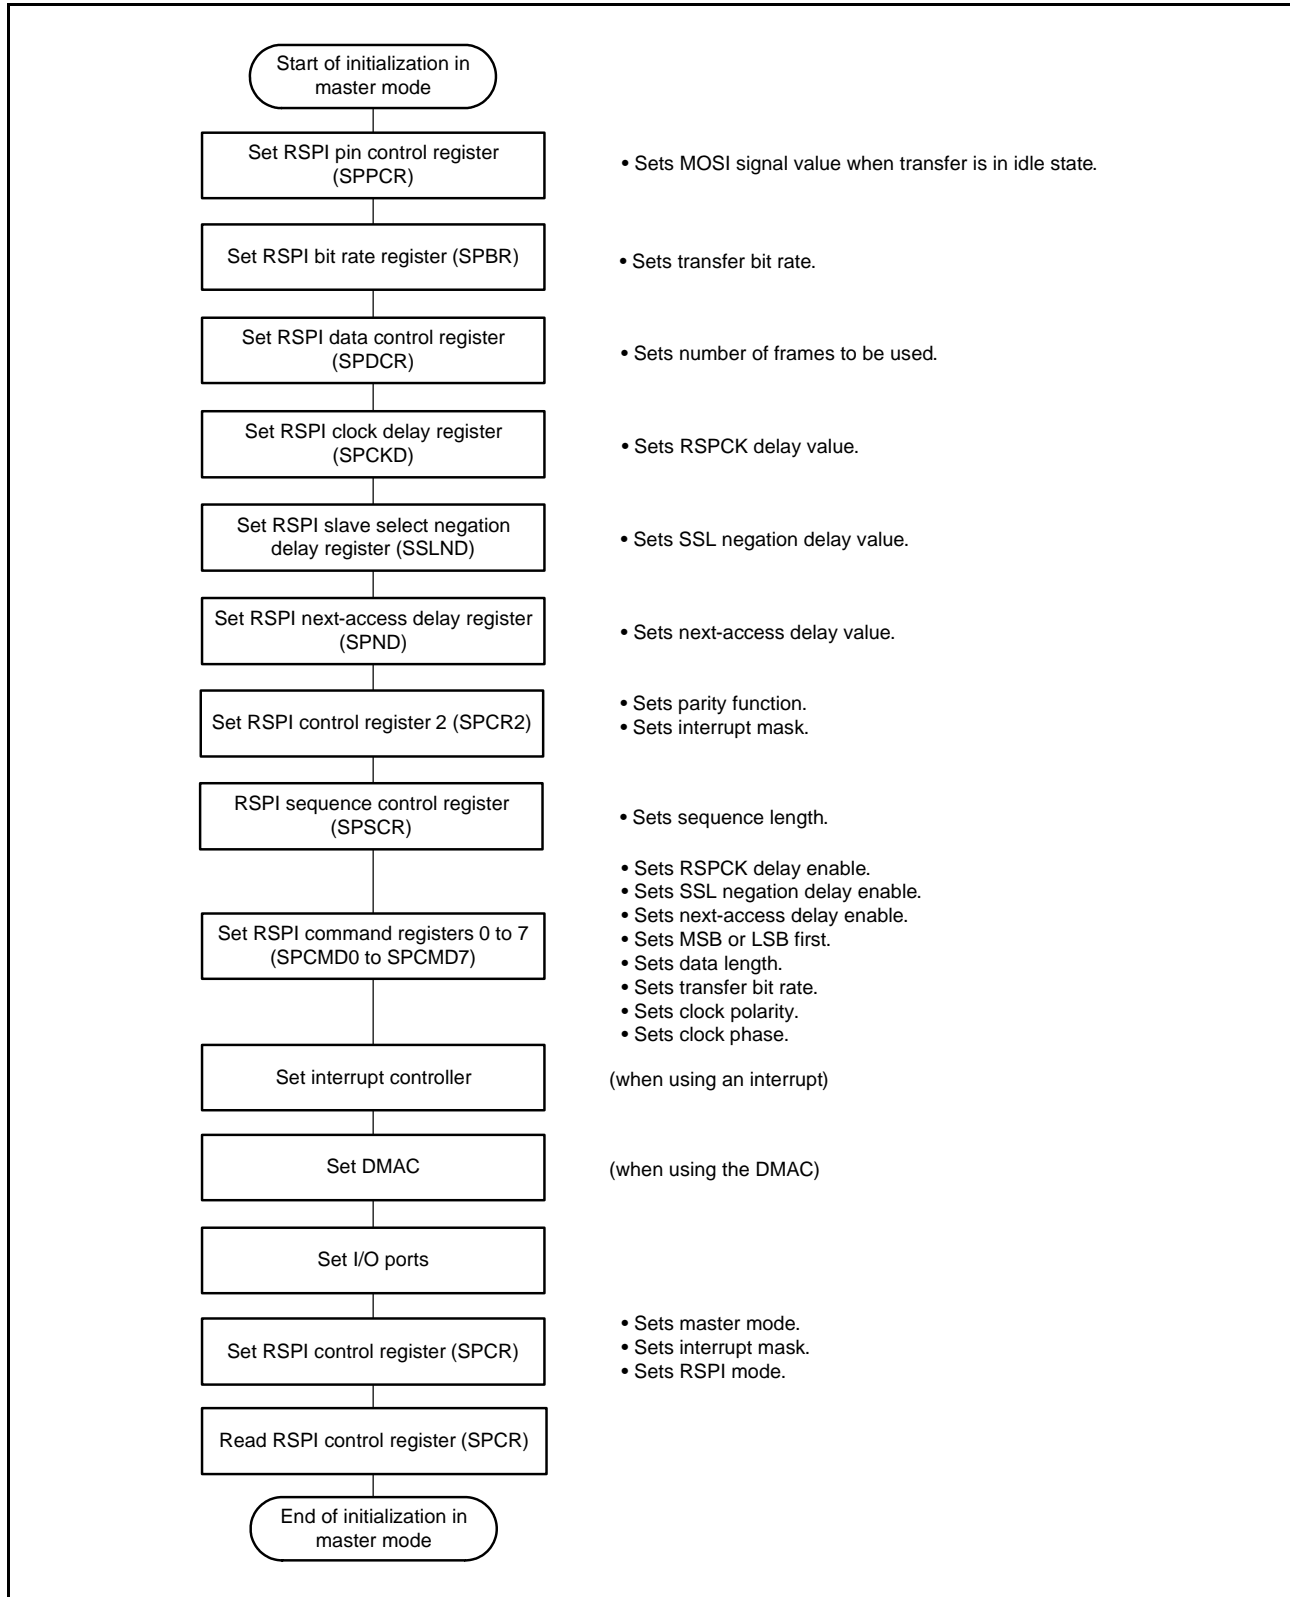 Start of initialization in
master mode
Set RSPI pin control register
(SPPCR)
• Sets MOSI signal value when transfer is in idle state.
Set RSPI bit rate register (SPBR)
• Sets transfer bit rate.
Set RSPI data control register
(SPDCR)
• Sets number of frames to be used.
Set RSPI clock delay register
(SPCKD)
• Sets RSPCK delay value.
Set RSPI slave select negation
delay register (SSLND)
• Sets SSL negation delay value.
Set RSPI next-access delay register
(SPND)
• Sets next-access delay value.
Set RSPI control register 2 (SPCR2)
• Sets parity function.
• Sets interrupt mask.
RSPI sequence control register
(SPSCR)
• Sets sequence length.
Set RSPI command registers 0 to 7
(SPCMD0 to SPCMD7)
• Sets RSPCK delay enable.
• Sets SSL negation delay enable.
• Sets next-access delay enable.
• Sets MSB or LSB first.
• Sets data length.
• Sets transfer bit rate.
• Sets clock polarity.
• Sets clock phase.
Set interrupt controller
(when using an interrupt)
Set DMAC
(when using the DMAC)
Set I/O ports
Set RSPI control register (SPCR)
• Sets master mode.
• Sets interrupt mask.
• Sets RSPI mode.
Read RSPI control register (SPCR)
End of initialization in
master mode